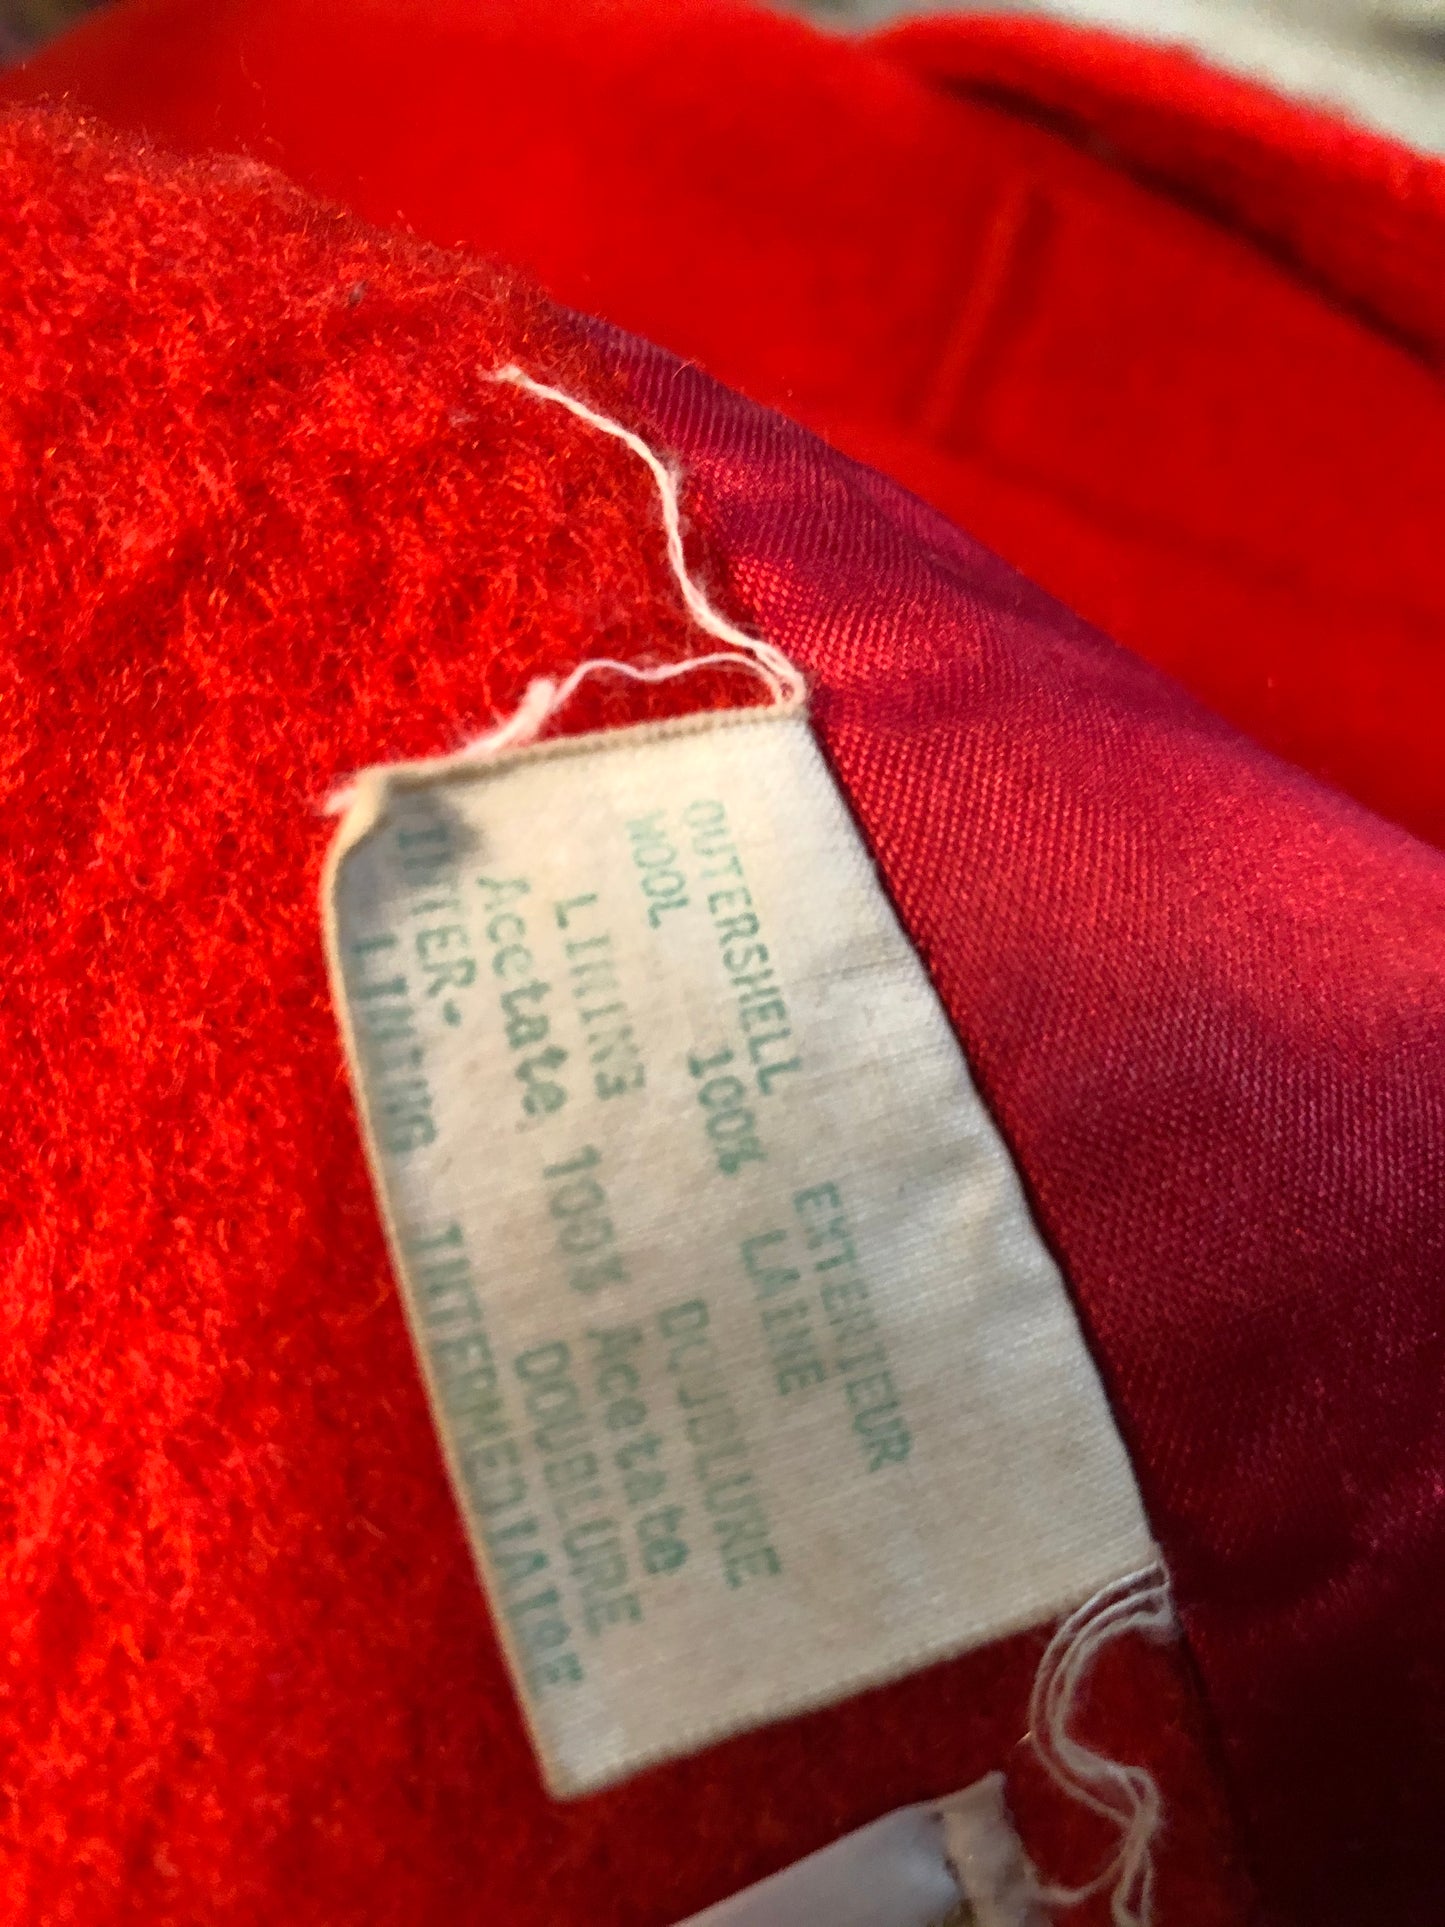 OUTERSHELL EXTERIEUR
WOOL 100% LAINE
LINING DOUBLURE
Acetate 100% Acetate
INTER- DOUBLURE
LINING INTERMEDIAIRE